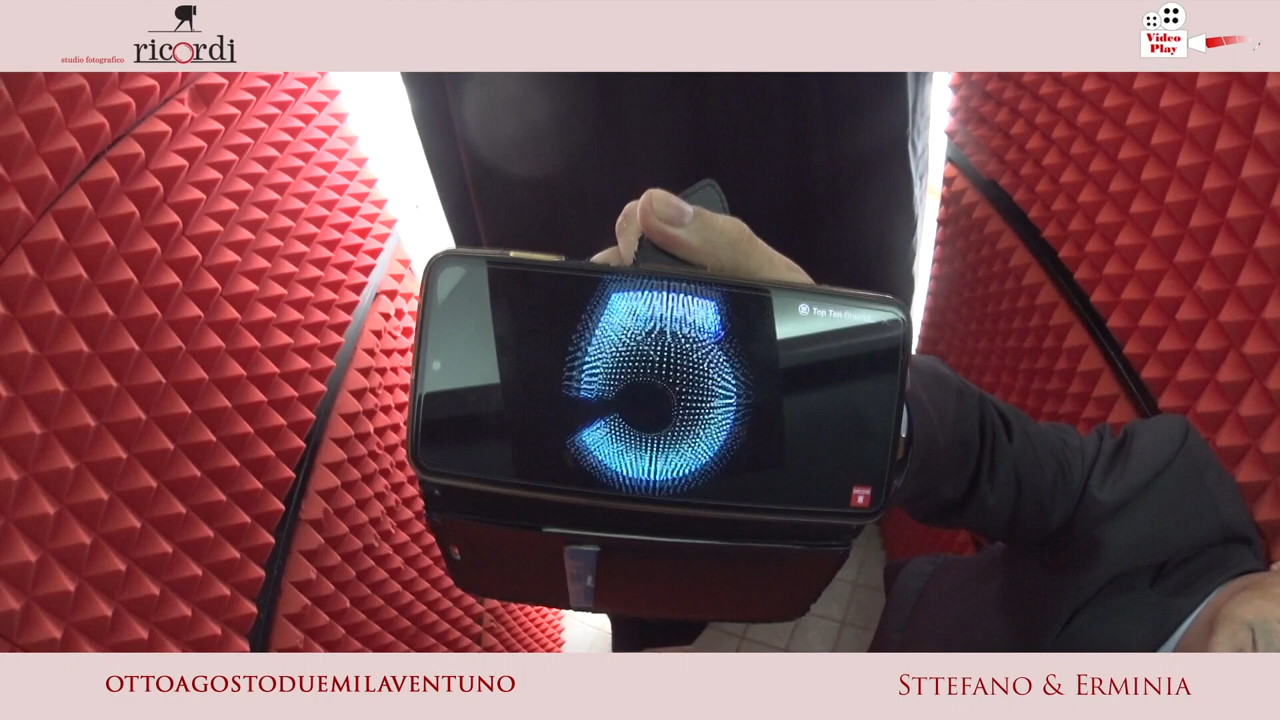 studio fotografico ricordi
Video
Play
Top Ten
5
OTTOAGOSTODUEMILAVENTUNO
STTEFANO & ERMINIA